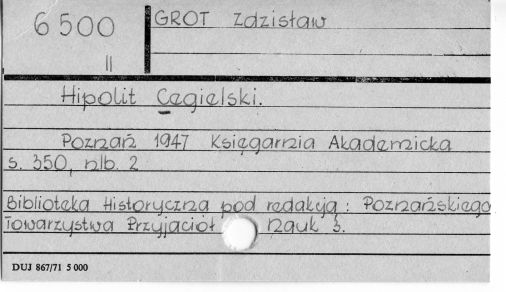 6500
II
GROT Zdzisław
Hipolit Cegielski.
Poznań 1947 Księgarnia Akademicka
s. 350, nlb. 2
Biblioteka Historyczna pod redakcją: Poznańskiego
Towarzystwa Przyjaciół Nauk 3.
DUJ 867/71 5 000